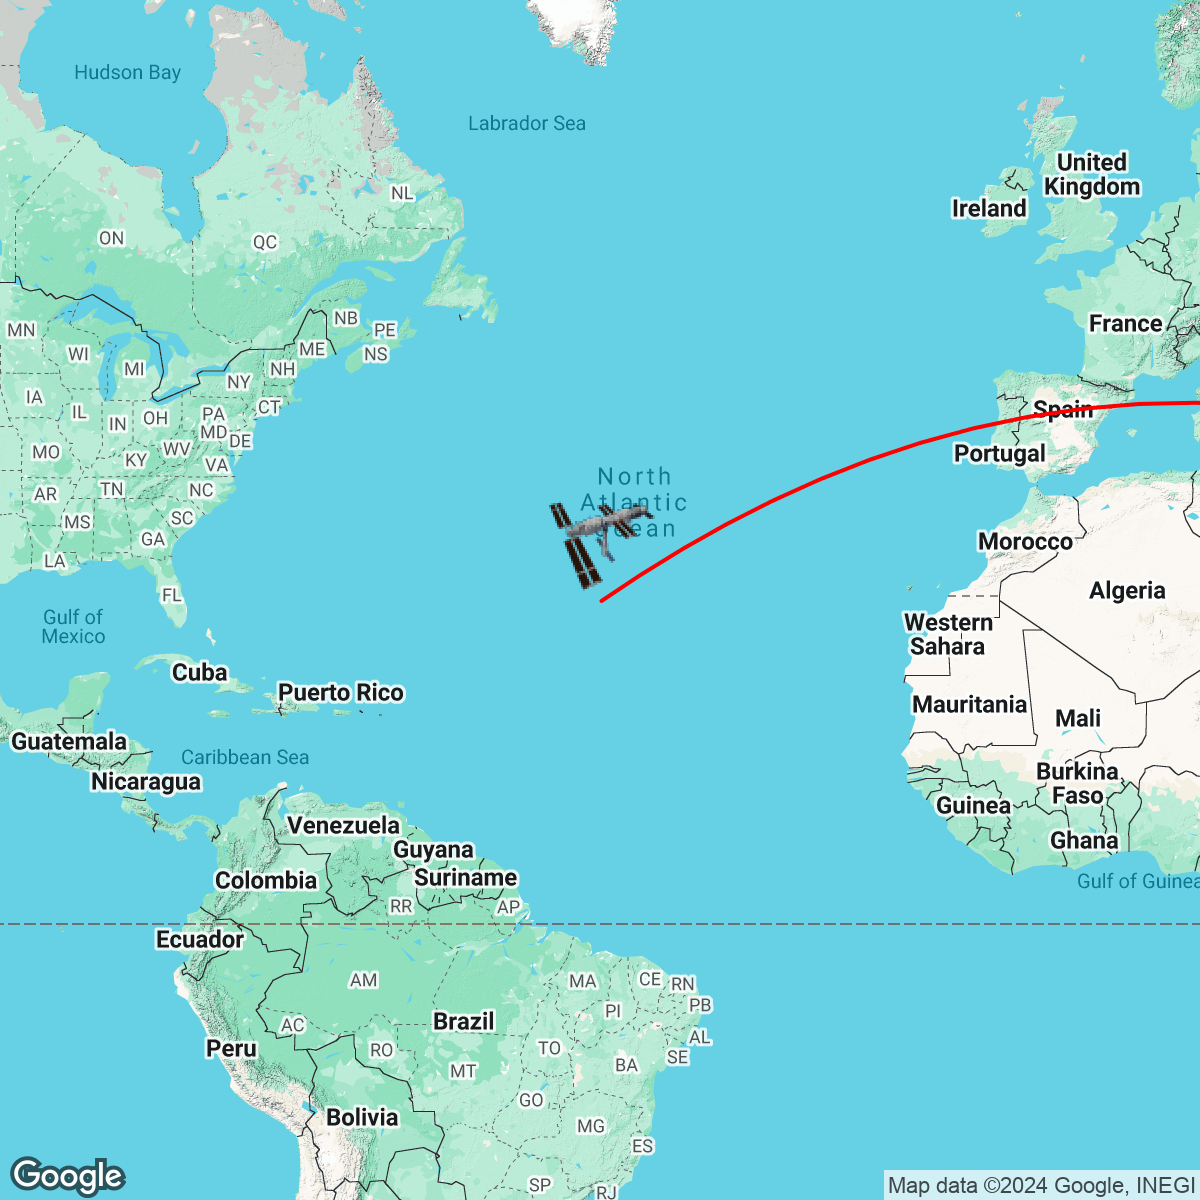 Hudson Bay
Labrador Sea
United
Kingdom
Ireland
NL
ON
QC
France
NB
PE
MN
ME
NS
WI
MI
NH
NY
IA
CT
Spain
IL
PA
OH
IN
MD
DE
Portugal
WV
MO
KY
VA
North
TN
NC
AR
Atlantic
SC
MS
Ocean
GA
Morocco
LA
Algeria
FL
Gulf of
Mexico
Western
Sahara
Cuba
Puerto Rico
Mauritania
Mali
Guatemala
Caribbean Sea
Burkina
Faso
Nicaragua
Guinea
Venezuela
Ghana
Guyana
Suriname
Colombia
Gulf of Guinea
RR
AP
Ecuador
AM
MA
CE
RN
PB
PI
Brazil
AC
AL
Peru
RO
TO
SE
BA
MT
GO
Bolivia
MG
ES
SP
RJ
Google
Map data ©2024 Google, INEGI